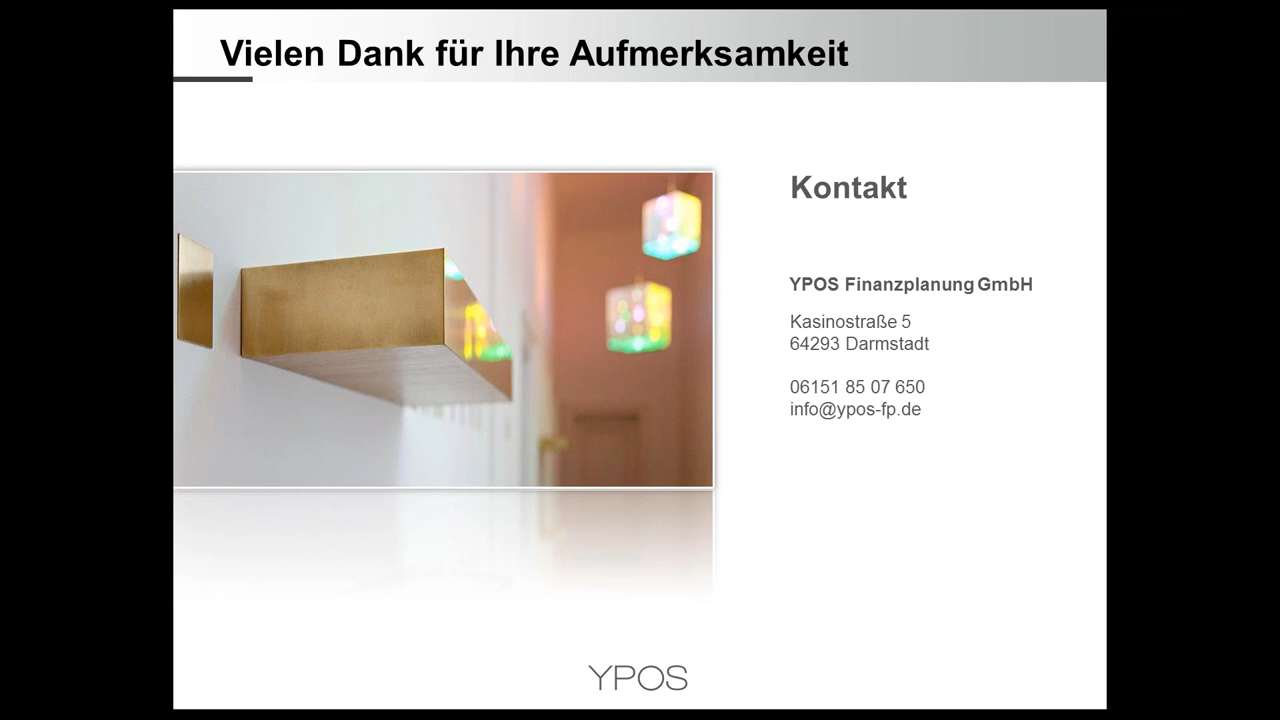 Vielen Dank für Ihre Aufmerksamkeit
Kontakt
YPOS Finanzplanung GmbH
Kasinostraße 5
64293 Darmstadt
06151 85 07 650
info@ypos-fp.de
YPOS